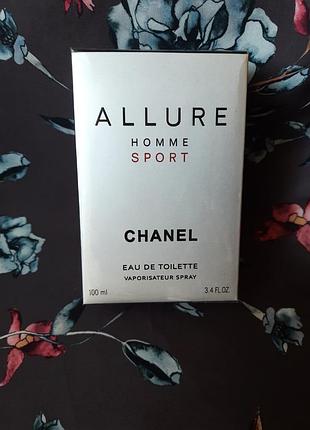 ALLURE
HOMME
SPORT
CHANEL
EAU DE TOILETTE
VAPORISATEUR SPRAY
100 ml 3.4 FL.OZ.